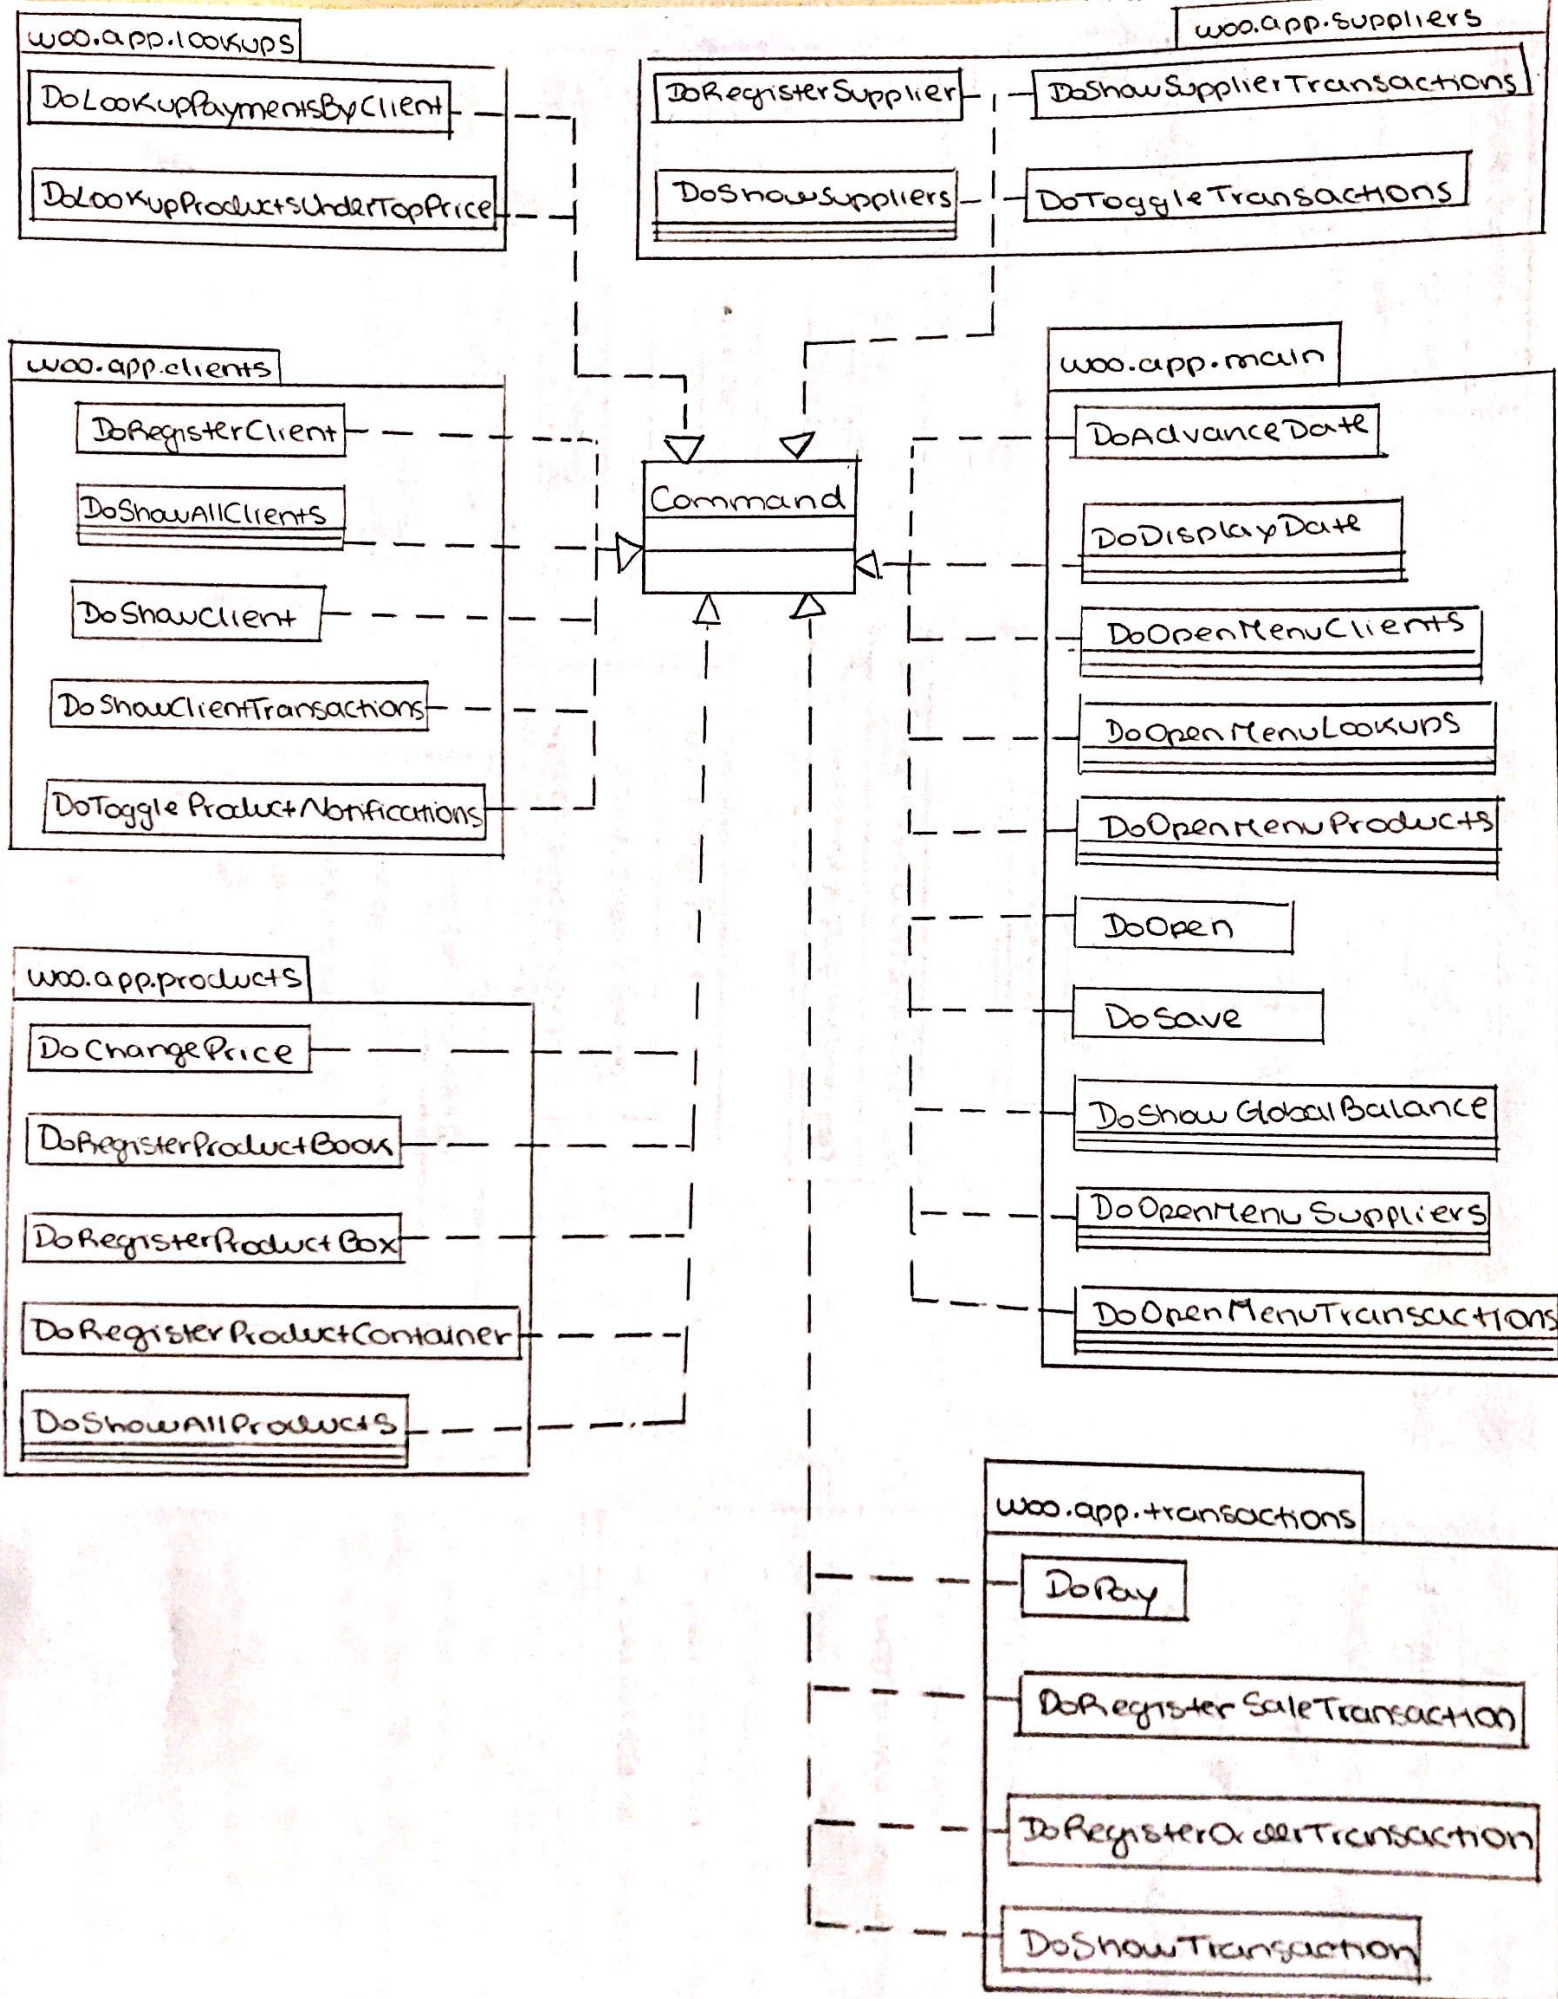 woo.app.lookups
DoLookupPaymentsByClient
DoLookupProductsUnderTopPrice
woo.app.suppliers
DoRegisterSupplier
DoShowSupplierTransactions
DoShowSuppliers
DoToggleTransactions
woo.app.clients
DoRegisterClient
DoShowAllClients
DoShowClient
DoShowClientTransactions
DoToggleProductNotifications
Command
woo.app.main
DoAdvanceDate
DoDisplayDate
DoOpenMenuClients
DoOpenMenuLookups
DoOpenMenuProducts
DoOpen
DoSave
DoShowGlobalBalance
DoOpenMenuSuppliers
DoOpenMenuTransactions
woo.app.products
DoChangePrice
DoRegisterProductBook
DoRegisterProductBox
DoRegisterProductContainer
DoShowAllProducts
woo.app.transactions
DoPay
DoRegisterSaleTransaction
DoRegisterOrderTransaction
DoShowTransaction